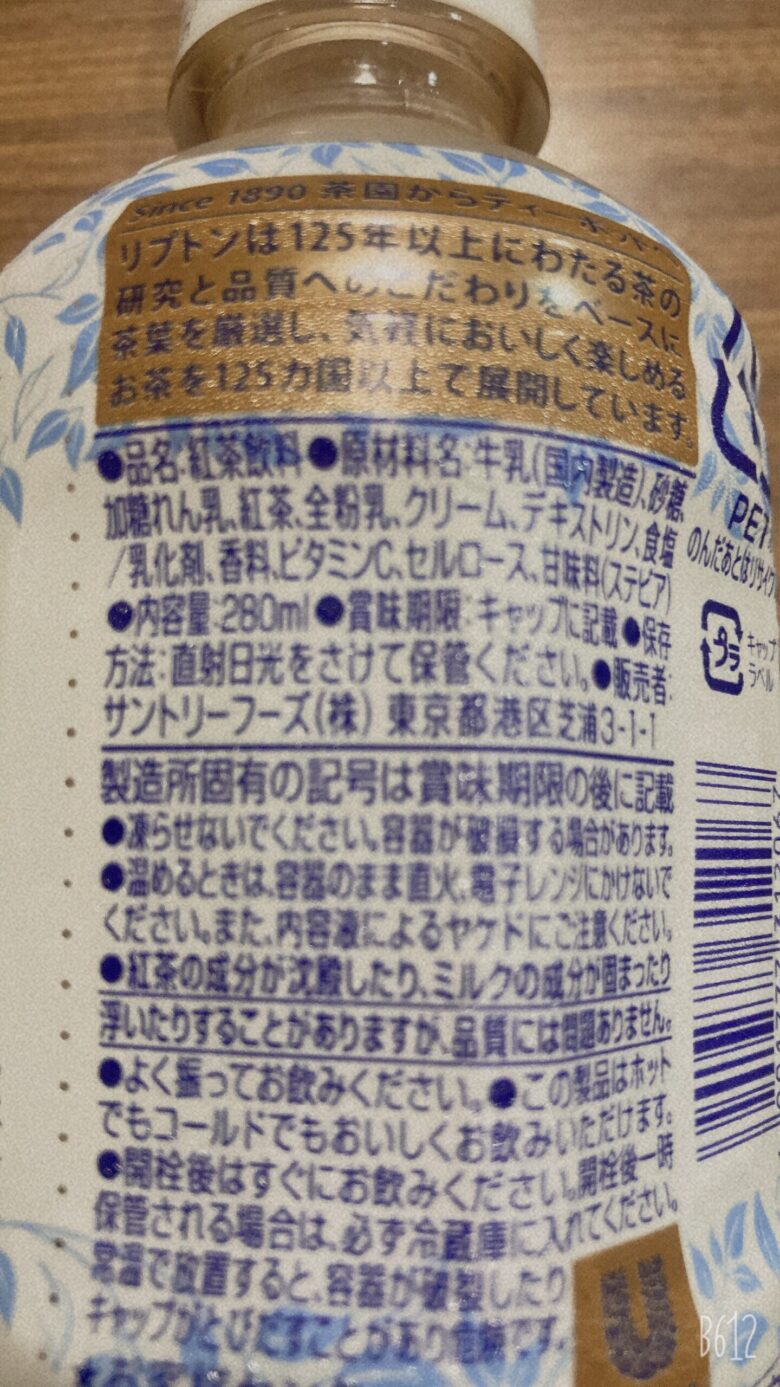 Since 1890 茶園からティー
リプトンは125年以上にわたる茶の
研究と品質へのこだわりをベースに
茶葉を厳選し、気軽においしく楽しめる
お茶を125カ国以上で展開しています。
●品名:紅茶飲料●原材料名:牛乳(国内製造)、砂糖、
加糖れん乳、紅茶、全粉乳、クリーム、デキストリン、食塩
/乳化剤、香料、ビタミンC、セルロース、甘味料(ステビア)
●内容量:280ml●賞味期限:キャップに記載●保存
方法:直射日光をさけて保管ください。●販売者:
サントリーフーズ(株) 東京都港区芝浦3-1-1
製造所固有の記号は賞味期限の後に記載
●凍らせないでください。容器が破損する場合があります。
●温めるときは、容器のまま直火、電子レンジにかけないで
ください。また、内容液によるヤケドにご注意ください。
●紅茶の成分が沈殿したり、ミルクの成分が固まったり
浮いたりすることがありますが、品質には問題ありません。
●よく振ってお飲みください。●この製品はホット
でもコールドでもおいしくお飲みいただけます。
●開栓後はすぐにお飲みください。開栓後一時
保管される場合は、必ず冷蔵庫に入れてください。
常温で放置すると、容器が破裂したり
キャップがとびだすことがあり危険です。
PET
のんだあとはリサイ
プラ
キャップ
ラベル
B612